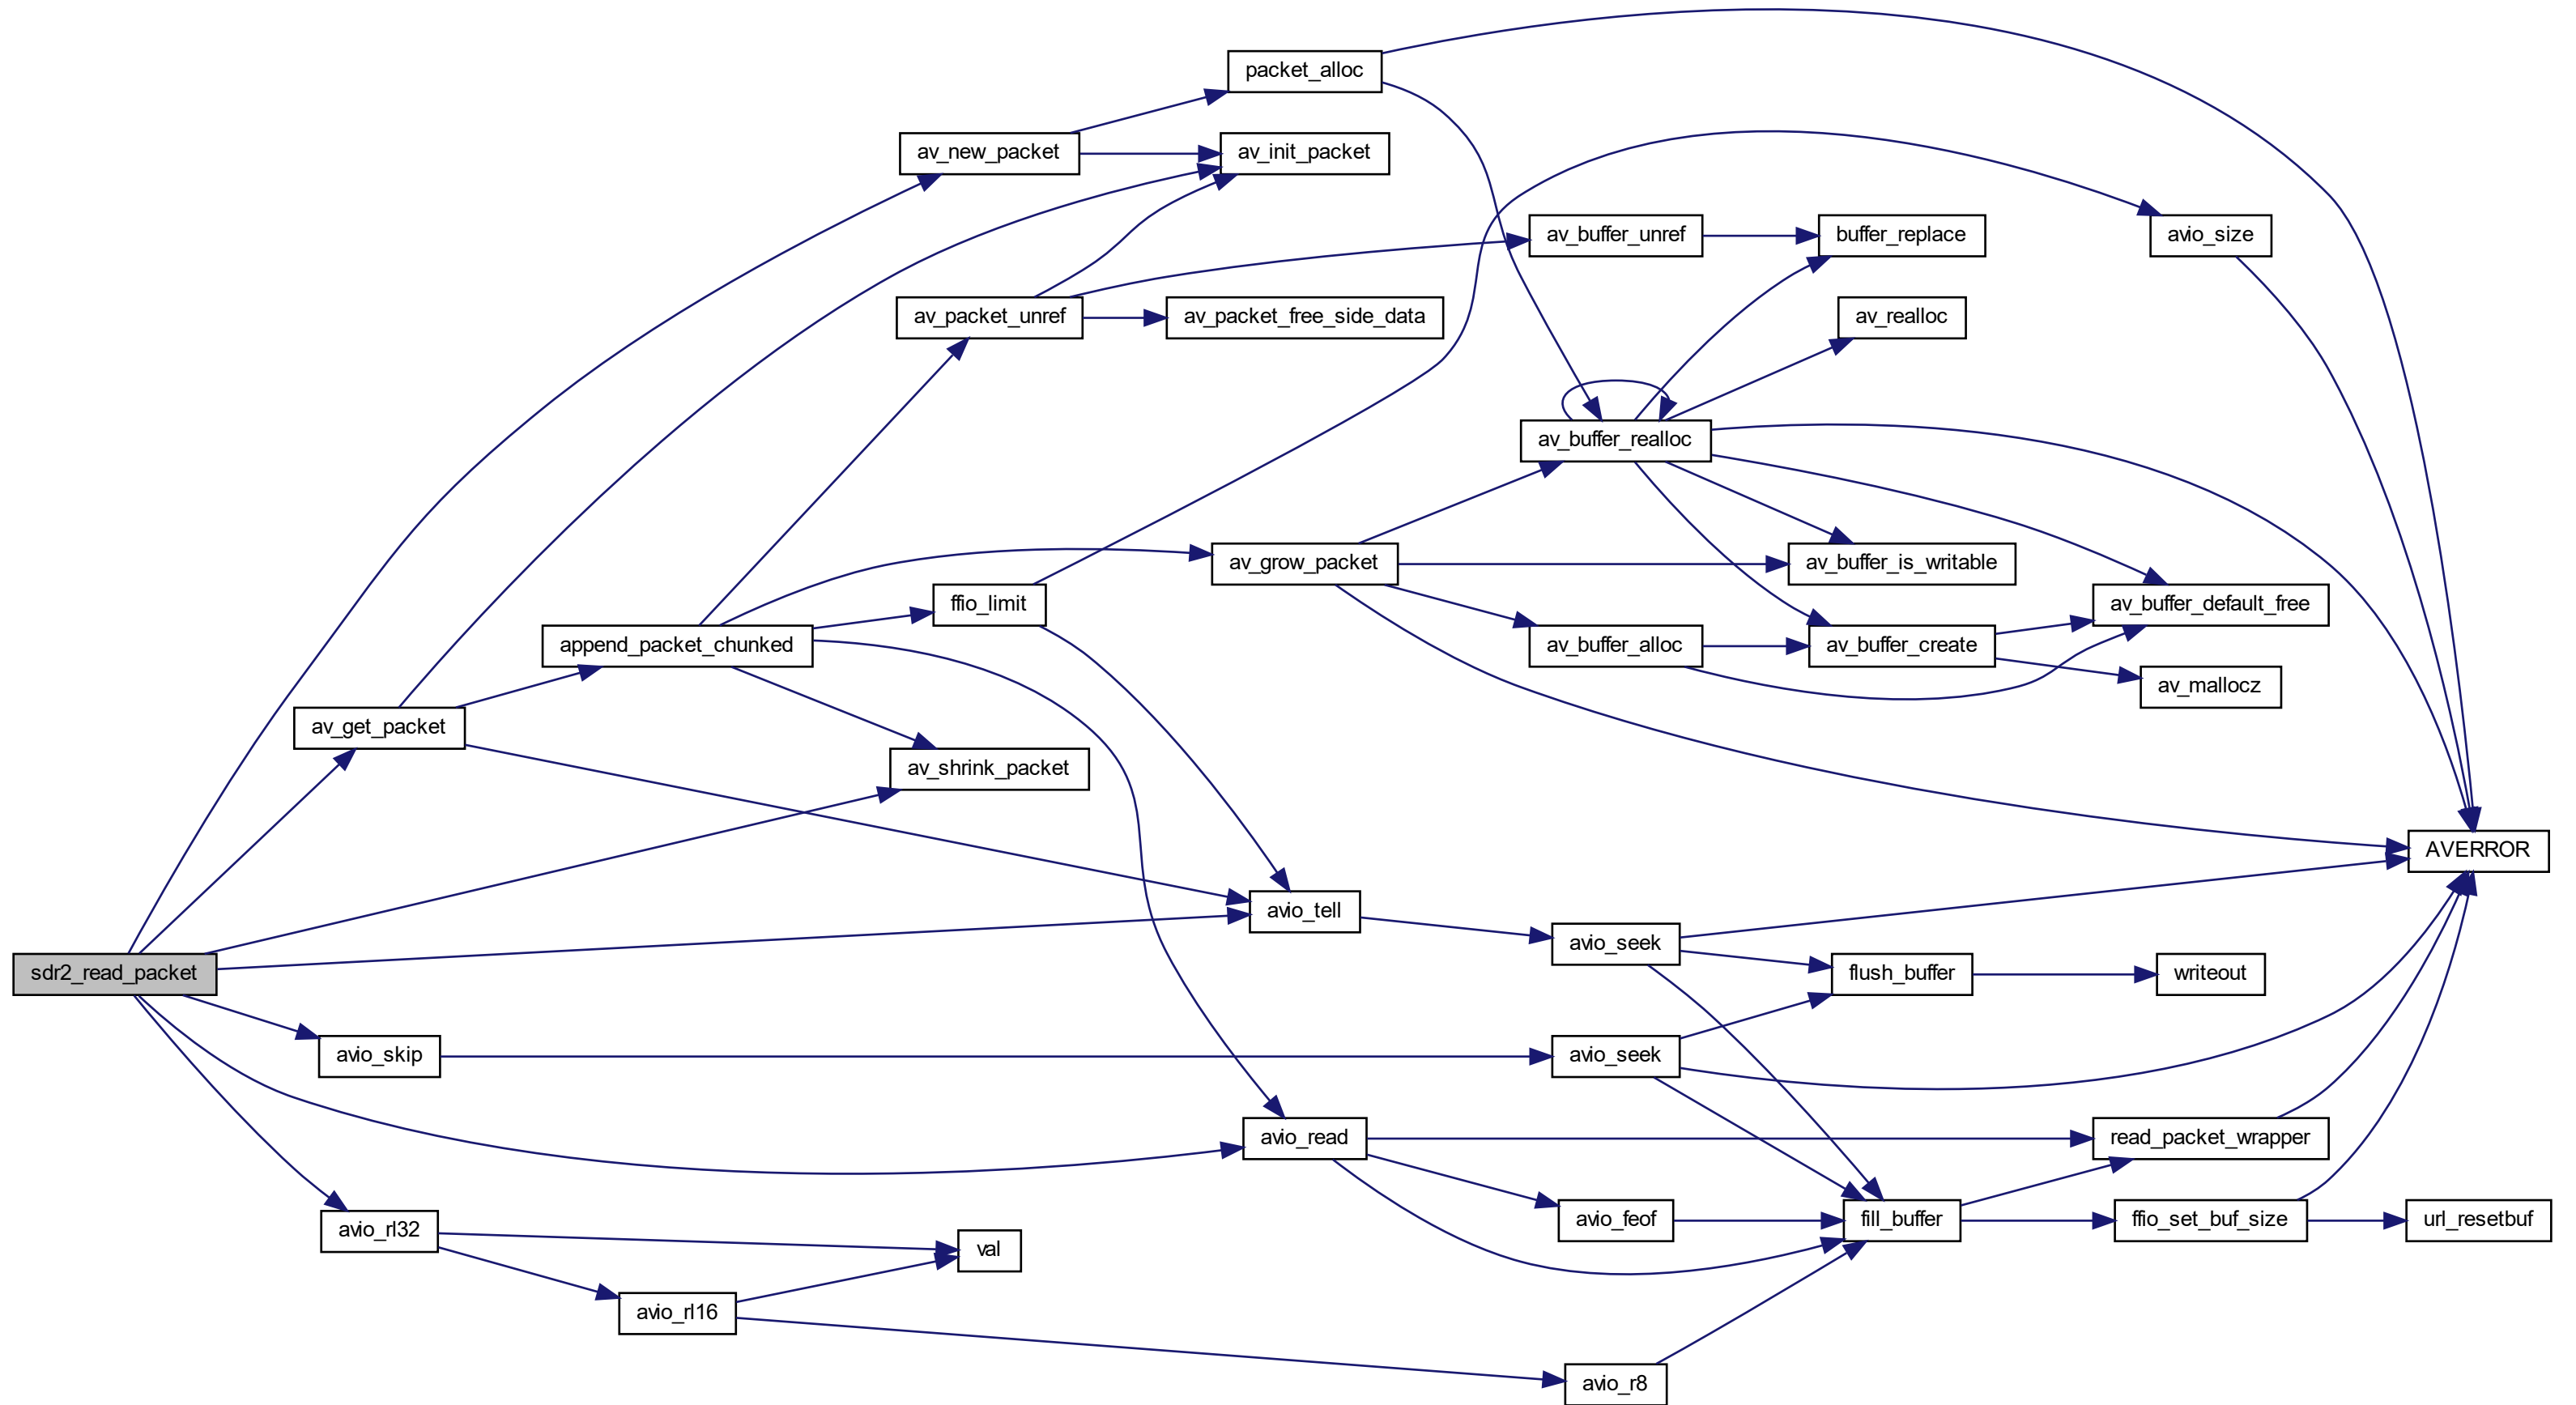 packet_alloc
av_new_packet
av_init_packet
av_buffer_unref
buffer_replace
avio_size
av_packet_unref
av_packet_free_side_data
av_realloc
av_buffer_realloc
av_grow_packet
av_buffer_is_writable
ffio_limit
av_buffer_default_free
append_packet_chunked
av_buffer_alloc
av_buffer_create
av_mallocz
av_get_packet
av_shrink_packet
AVERROR
avio_tell
avio_seek
sdr2_read_packet
flush_buffer
writeout
avio_skip
avio_seek
avio_read
read_packet_wrapper
avio_rl32
avio_feof
fill_buffer
ffio_set_buf_size
url_resetbuf
val
avio_rl16
avio_r8